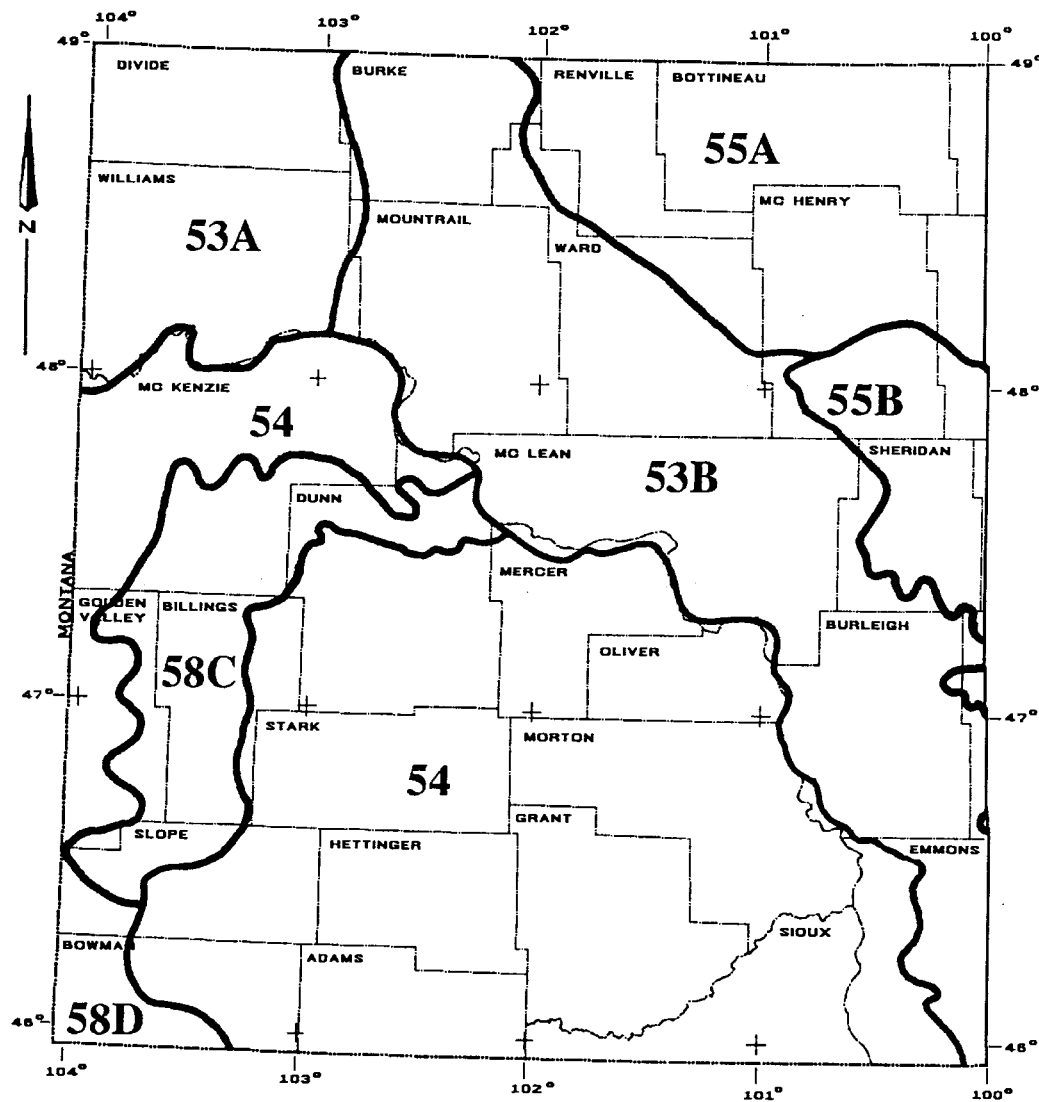 104° 103° 102° 101° 100°
49° 49°
DIVIDE
BURKE
RENVILLE
BOTTINEAU
55A
WILLIAMS
MC HENRY
MOUNTRAIL
53A
WARD
N
48° 48°
MC KENZIE
54
55B
MC LEAN
SHERIDAN
53B
DUNN
MERCER
MONTANA
GOLDEN
VALLEY
BILLINGS
BURLEIGH
OLIVER
58C
47° 47°
STARK
MORTON
54
GRANT
SLOPE
HETTINGER
EMMONS
SIOUX
BOWMAN
ADAMS
58D
46° 46°
104° 103° 102° 101° 100°